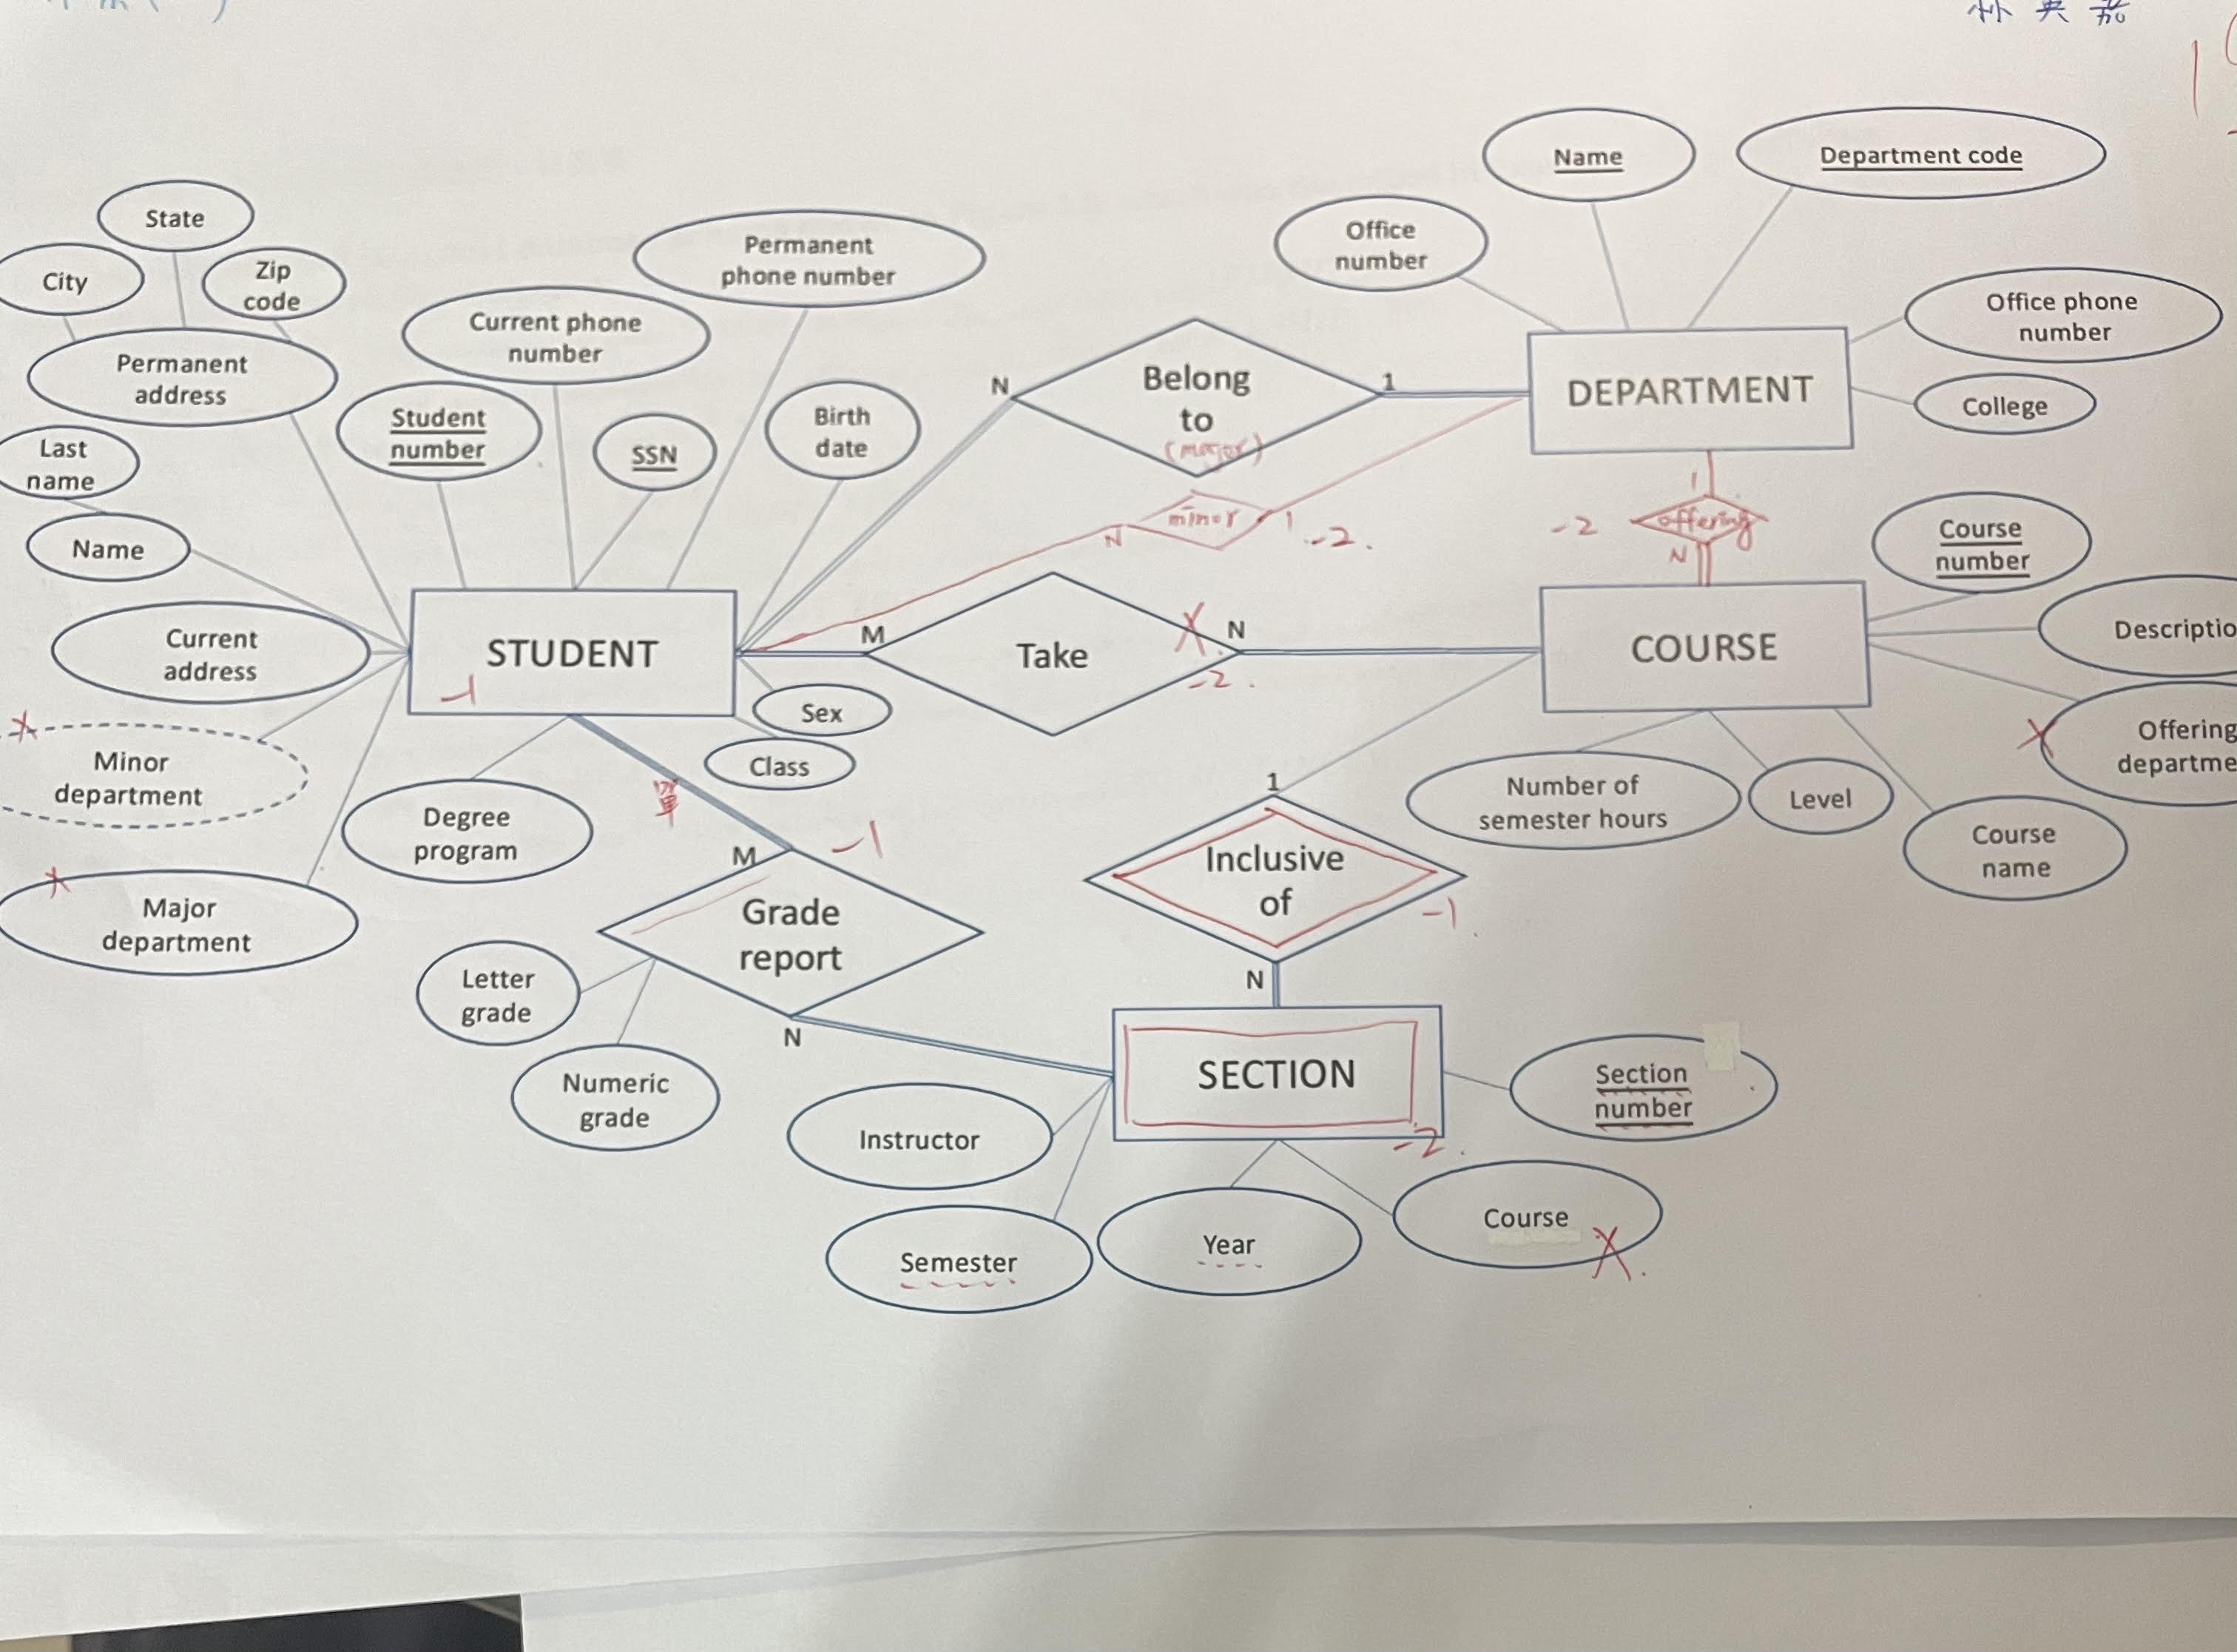 林
Name
Department code
State
Office
number
City
Zip
code
Permanent
phone number
Office phone
number
Current phone
number
Permanent
address
Belong
to
(major)
N
1
DEPARTMENT
College
Student
number
SSN
Birth
date
Last
name
minor
N
1
-2.
1
offering
N
-2
Course
number
Name
Current
address
STUDENT
-1
M
Take
X
N
-2.
COURSE
Descriptio
X
Offering
departme
Sex
Class
X
Minor
department
Degree
program
單
1
Number of
semester hours
Level
Course
name
X
Major
department
M
-1
Grade
report
Inclusive
of
-1.
N
Letter
grade
N
Numeric
grade
SECTION
-2.
Section
number
Instructor
Semester
Year
Course
X.